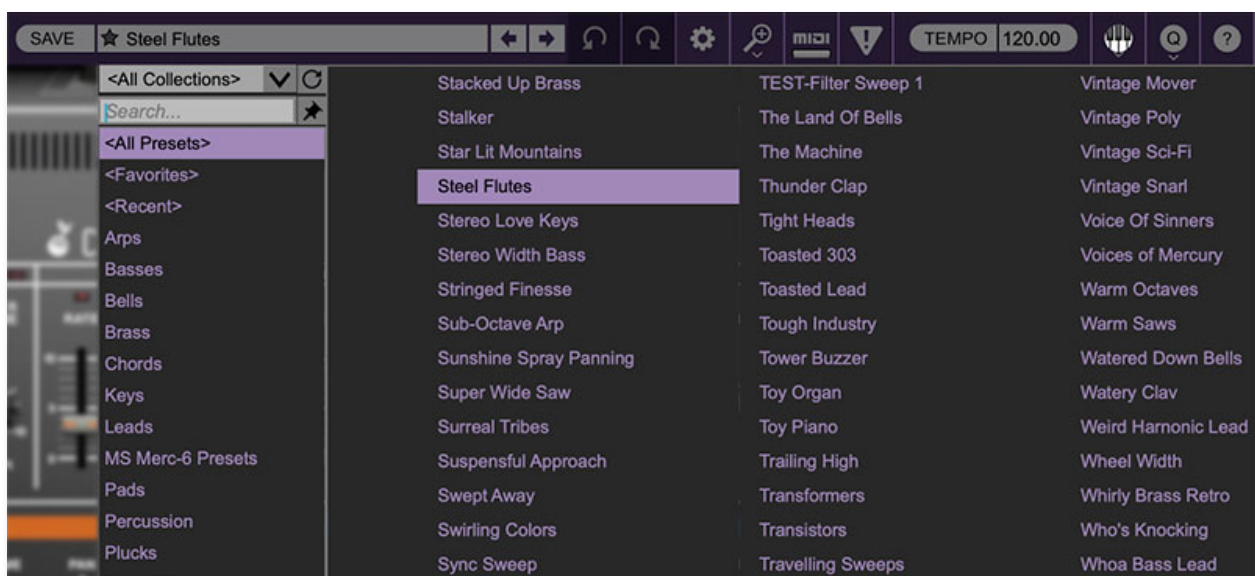 SAVE
Steel Flutes
MIDI
TEMPO 120.00
Q
?
<All Collections>
Search...
<All Presets>
<Favorites>
<Recent>
Arps
Basses
Bells
Brass
Chords
Keys
Leads
MS Merc-6 Presets
Pads
Percussion
Plucks
Stacked Up Brass
Stalker
Star Lit Mountains
Steel Flutes
Stereo Love Keys
Stereo Width Bass
Stringed Finesse
Sub-Octave Arp
Sunshine Spray Panning
Super Wide Saw
Surreal Tribes
Suspensful Approach
Swept Away
Swirling Colors
Sync Sweep
TEST-Filter Sweep 1
The Land Of Bells
The Machine
Thunder Clap
Tight Heads
Toasted 303
Toasted Lead
Tough Industry
Tower Buzzer
Toy Organ
Toy Piano
Trailing High
Transformers
Transistors
Travelling Sweeps
Vintage Mover
Vintage Poly
Vintage Sci-Fi
Vintage Snarl
Voice Of Sinners
Voices of Mercury
Warm Octaves
Warm Saws
Watered Down Bells
Watery Clav
Weird Harnonic Lead
Wheel Width
Whirly Brass Retro
Who's Knocking
Whoa Bass Lead